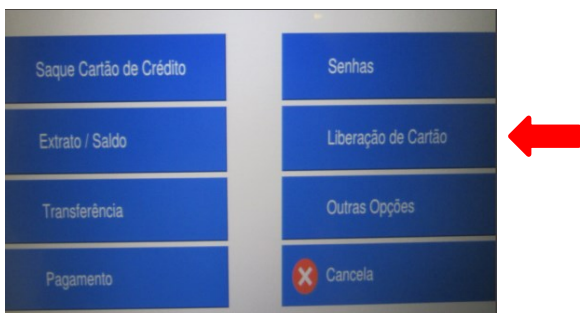 Saque Cartão de Crédito
Senhas
Extrato / Saldo
Liberação de Cartão
Transferência
Outras Opções
Pagamento
Cancela